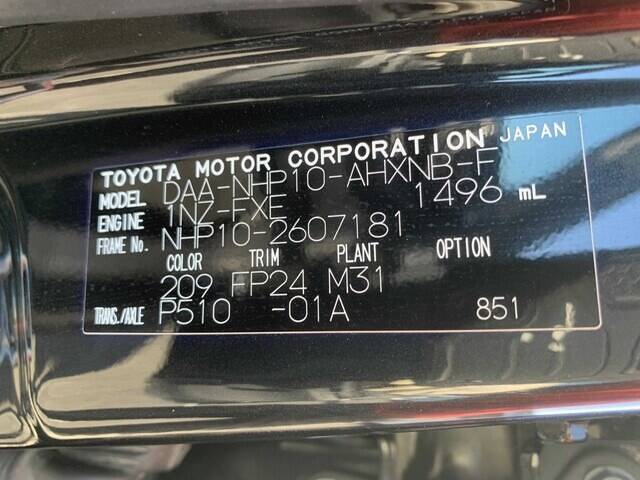 TOYOTA MOTOR CORPORATION JAPAN
MODEL DAA-NHP10-AHXNB-F
ENGINE 1NZ-FXE 1496 mL
FRAME No. NHP10-2607181
COLOR TRIM PLANT OPTION
209 FP24 M31
TRANS./AXLE P510 -01A 851